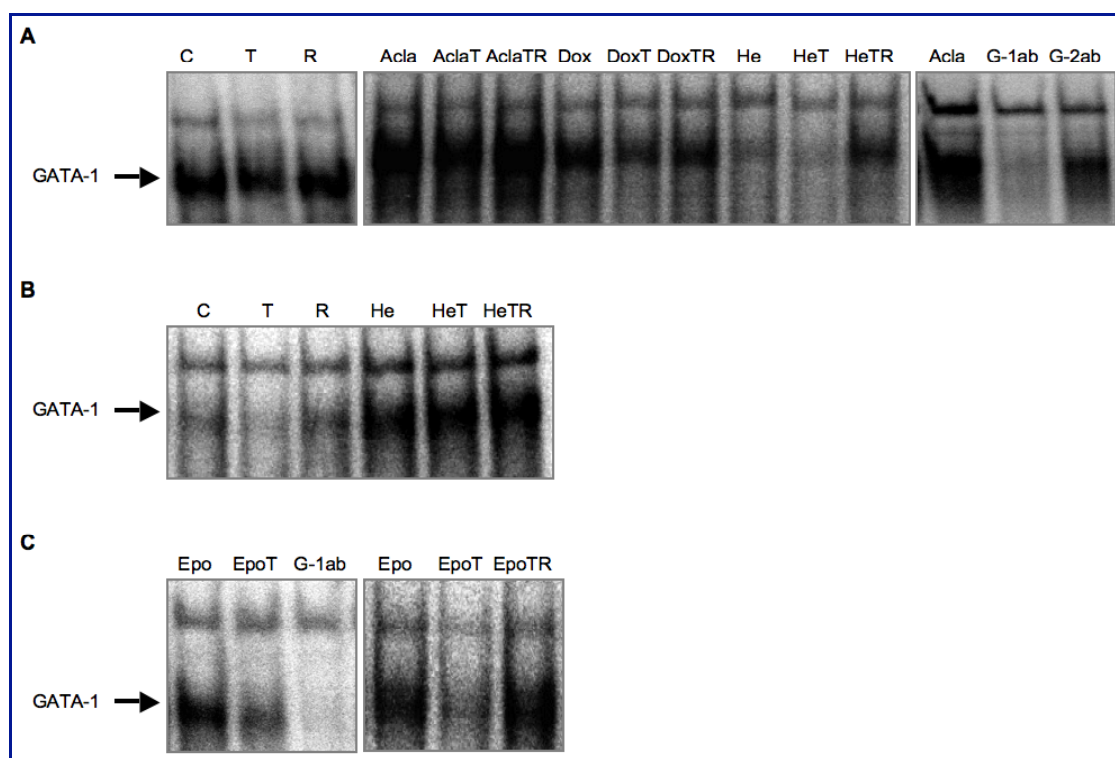 A
C T R Acla AclaT AclaTR Dox DoxT DoxTR He HeT HeTR Acla G-1ab G-2ab
GATA-1
B
C T R He HeT HeTR
GATA-1
C
Epo EpoT G-1ab Epo EpoT EpoTR
GATA-1